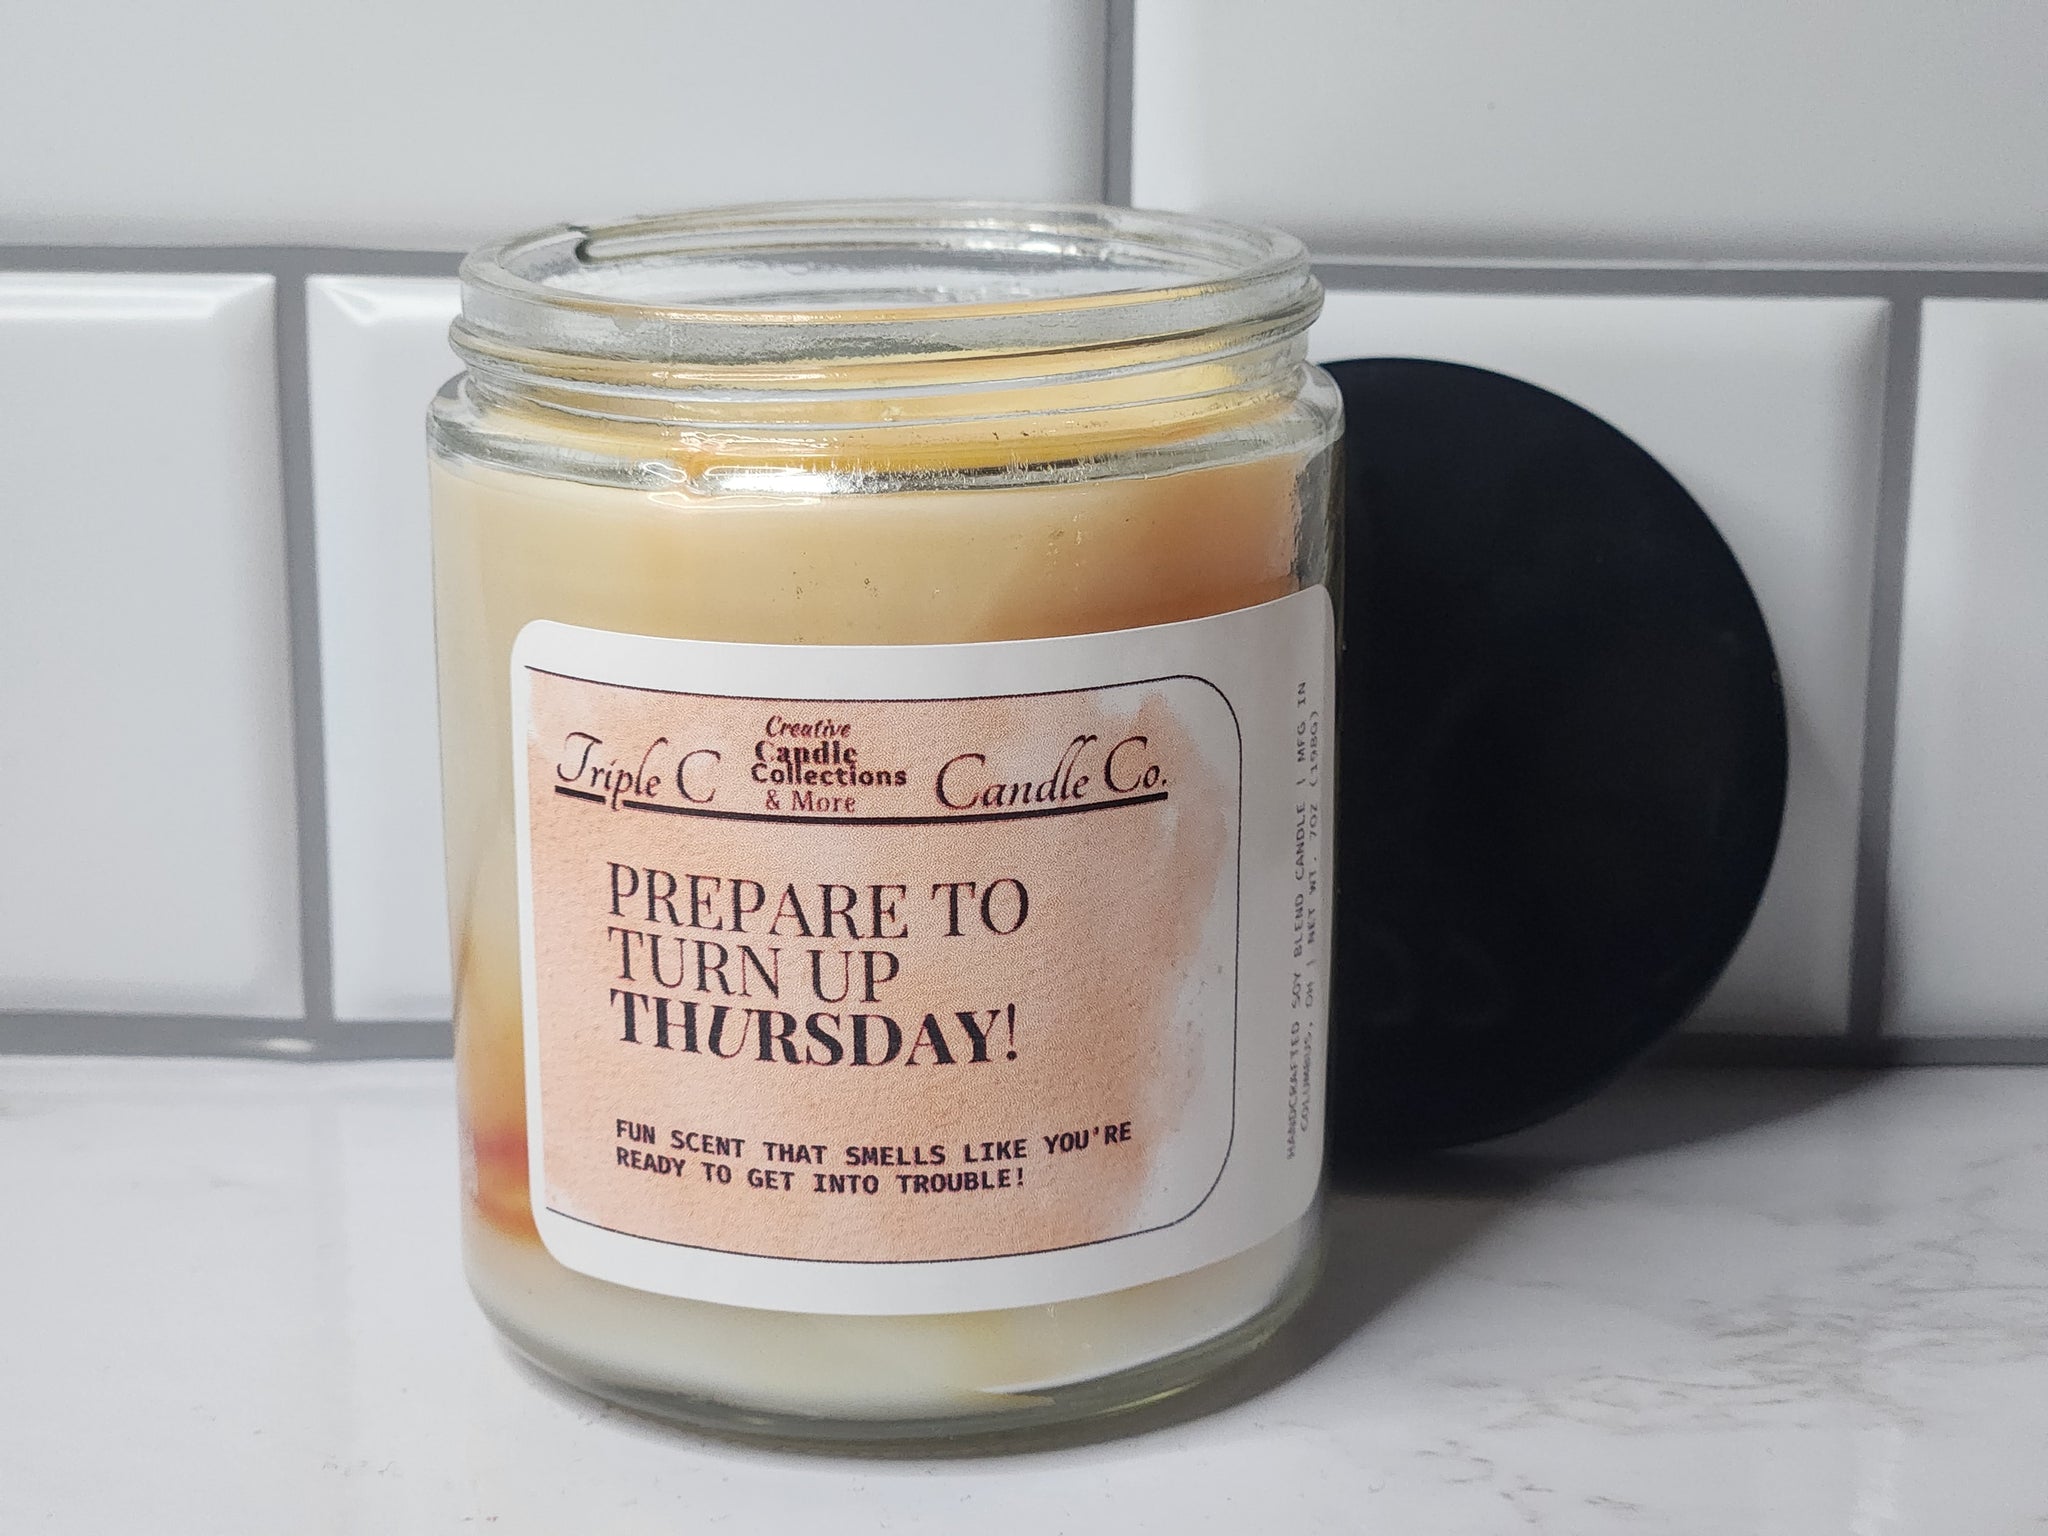 Triple C Creative Candle Collections & More Candle Co.
PREPARE TO
TURN UP
THURSDAY!
FUN SCENT THAT SMELLS LIKE YOU'RE
READY TO GET INTO TROUBLE!
HANDCRAFTED SOY BLEND CANDLE | MFG IN
COLUMBUS, OH | NET WT. 7OZ (198G)